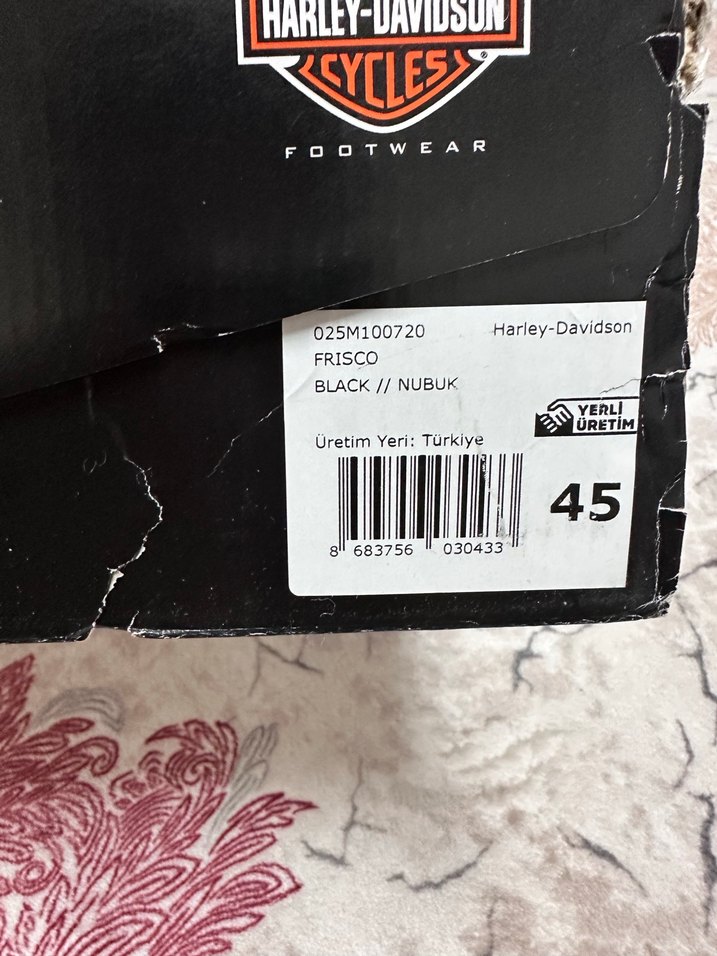 HARLEY-DAVIDSON
CYCLES
FOOTWEAR
025M100720 Harley-Davidson
FRISCO
BLACK // NUBUK
YERLİ
ÜRETİM
Üretim Yeri: Türkiye
45
8 683756 030433